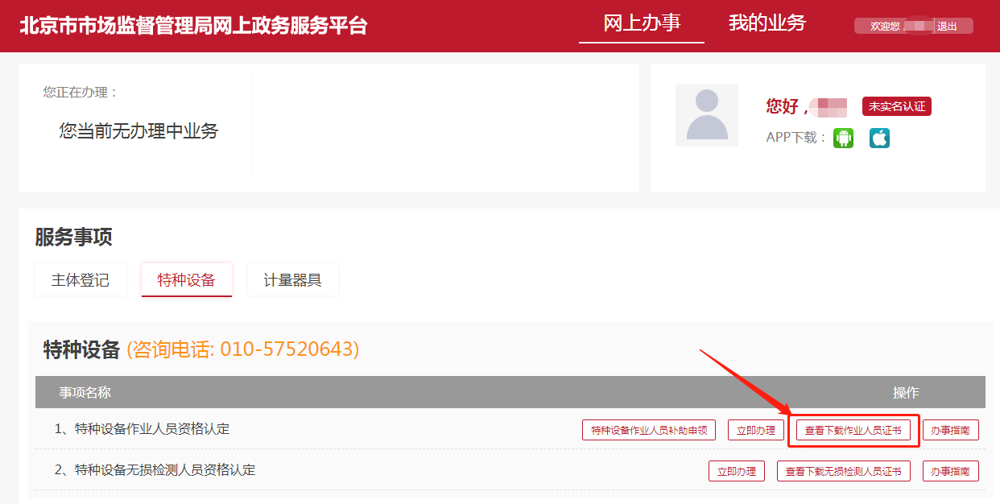 北京市市场监督管理局网上政务服务平台
网上办事 我的业务
欢迎您, 退出
您正在办理：
您当前无办理中业务
您好， 未实名认证
APP下载：
服务事项
主体登记 特种设备 计量器具
特种设备 (咨询电话: 010-57520643)
事项名称 操作
1、特种设备作业人员资格认定 特种设备作业人员补助申领 立即办理 查看下载作业人员证书 办事指南
2、特种设备无损检测人员资格认定 立即办理 查看下载无损检测人员证书 办事指南